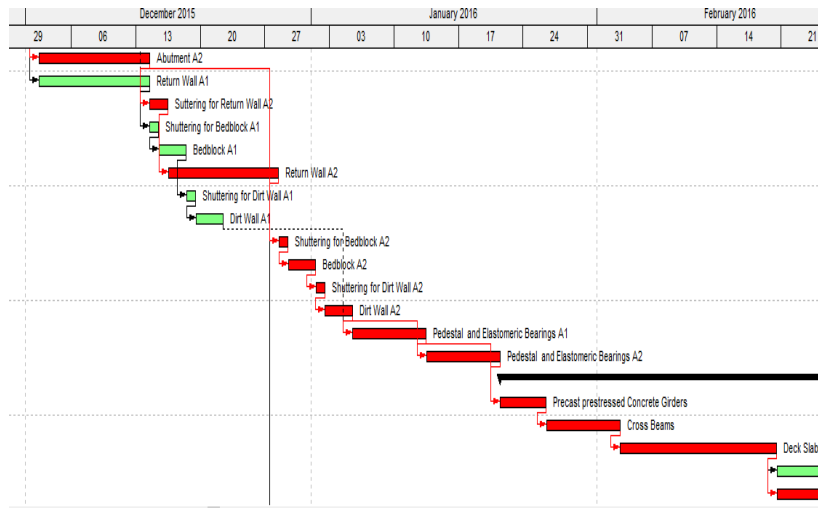 December 2015 January 2016 February 2016
29 06 13 20 27 03 10 17 24 31 07 14 21
Abutment A2
Return Wall A1
Suttering for Return Wall A2
Shuttering for Bedblock A1
Bedblock A1
Return Wall A2
Shuttering for Dirt Wall A1
Dirt Wall A1
Shuttering for Bedblock A2
Bedblock A2
Shuttering for Dirt Wall A2
Dirt Wall A2
Pedestal and Elastomeric Bearings A1
Pedestal and Elastomeric Bearings A2
Precast prestressed Concrete Girders
Cross Beams
Deck Slab